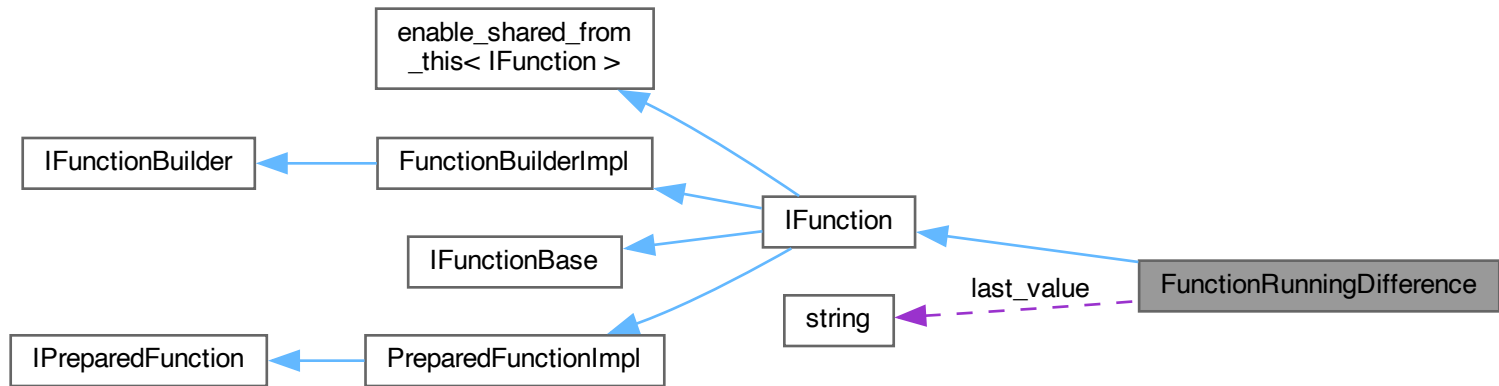 enable_shared_from
_this< IFunction >
IFunctionBuilder
FunctionBuilderImpl
IFunction
IFunctionBase
FunctionRunningDifference
last_value
string
IPreparedFunction
PreparedFunctionImpl